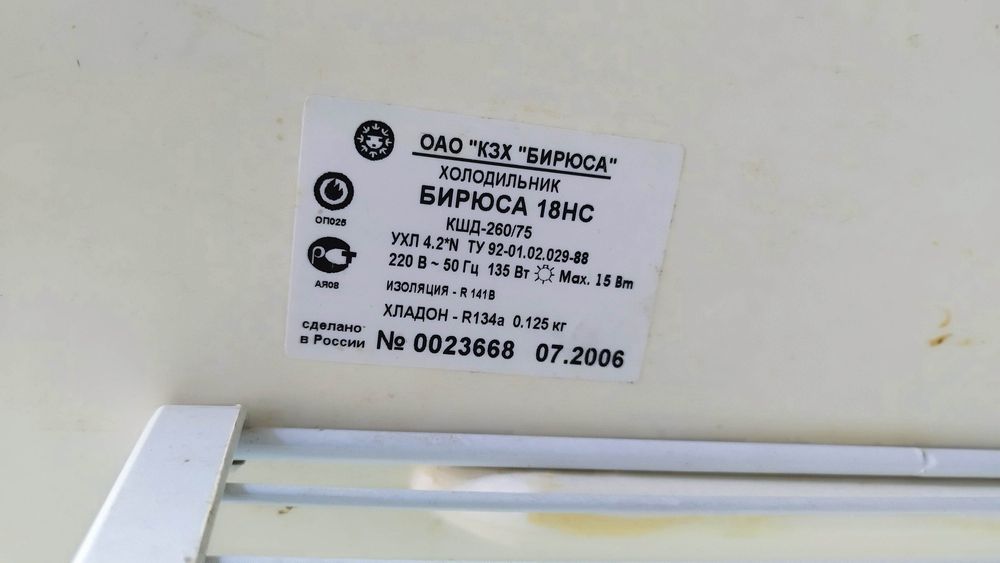 ОАО "КЗХ "БИРЮСА"
ХОЛОДИЛЬНИК
БИРЮСА 18НС
КШД-260/75
УХЛ 4.2*N ТУ 92-01.02.029-88
220 В ~ 50 Гц 135 Вт Max. 15 Вт
ИЗОЛЯЦИЯ - R 141B
ХЛАДОН - R134a 0.125 кг
№ 0023668 07.2006
ОП025
РСТ
АЯ08
сделано
в России